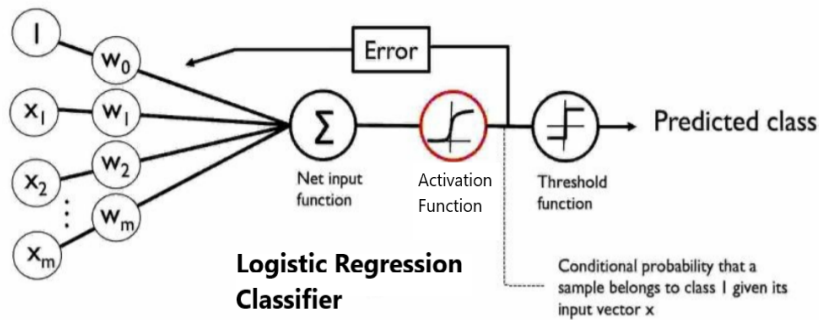 1
w₀
Error
x₁
w₁
Σ
Predicted class
x₂
w₂
⋮
wₘ
xₘ
Net input
function
Activation
Function
Threshold
function
Logistic Regression
Classifier
Conditional probability that a
sample belongs to class 1 given its
input vector x